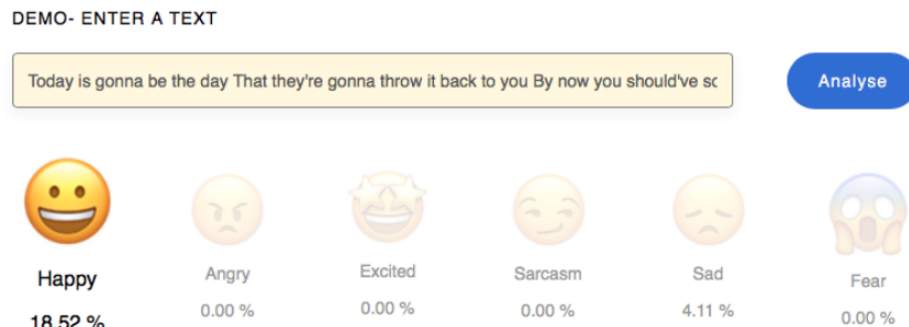 DEMO- ENTER A TEXT
Today is gonna be the day That they're gonna throw it back to you By now you should've sc
Analyse
Happy Angry Excited Sarcasm Sad Fear
18.52 % 0.00 % 0.00 % 0.00 % 4.11 % 0.00 %